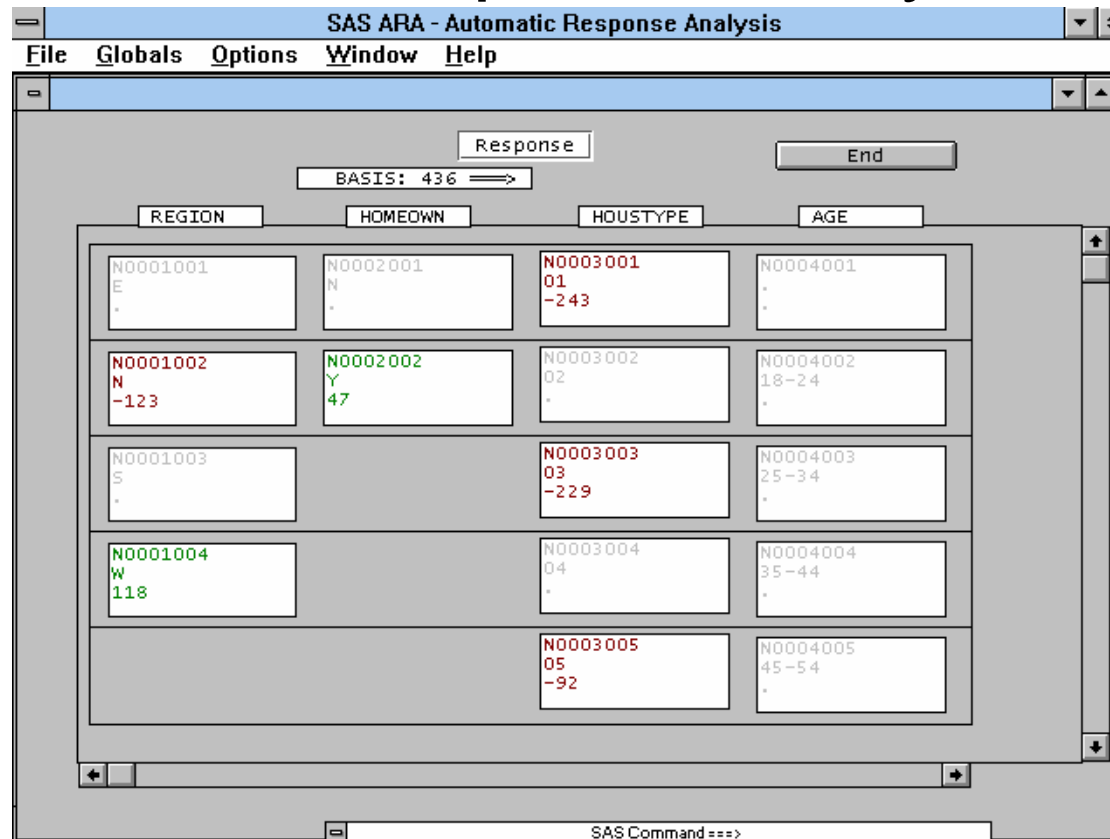 SAS ARA - Automatic Response Analysis
File Globals Options Window Help
Response
End
BASIS: 436 ===>
REGION HOMEOWN HOUSTYPE AGE
N0001001 N0002001 N0003001 N0004001
E N 01 .
. . -243 .
N0001002 N0002002 N0003002 N0004002
N Y 02 18-24
-123 47 . .
N0001003 N0003003 N0004003
S 03 25-34
. -229 .
N0001004 N0003004 N0004004
W 04 35-44
118 . .
N0003005 N0004005
05 45-54
-92 .
SAS Command ===>